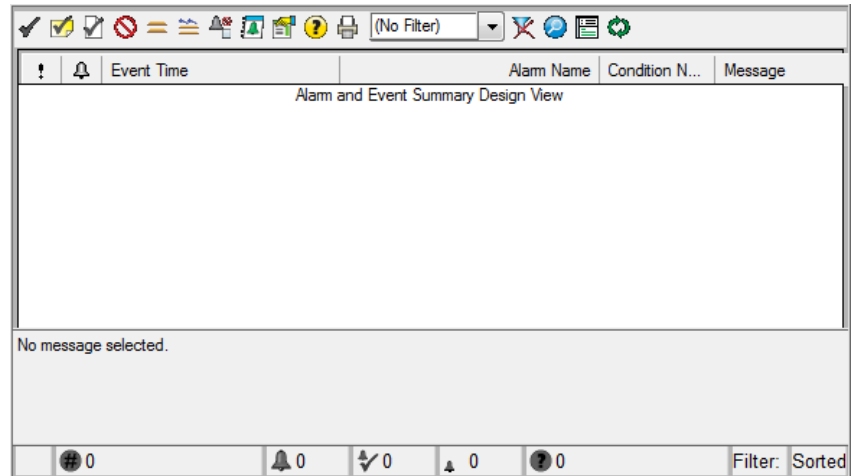 (No Filter)
! Event Time Alarm Name Condition N... Message
Alarm and Event Summary Design View
No message selected.
# 0 0 0 0 ? 0 Filter: Sorted